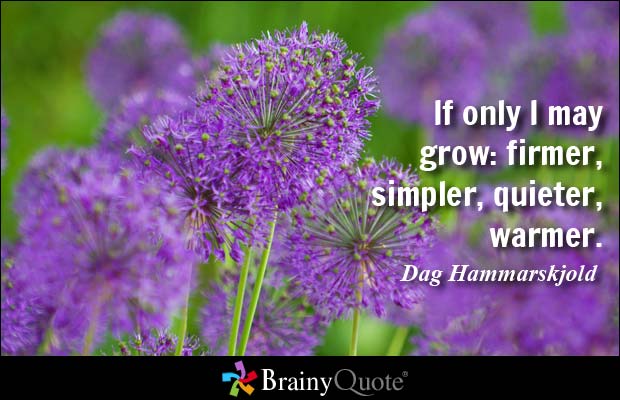 If only I may
grow: firmer,
simpler, quieter,
warmer.
Dag Hammarskjold
BrainyQuote®